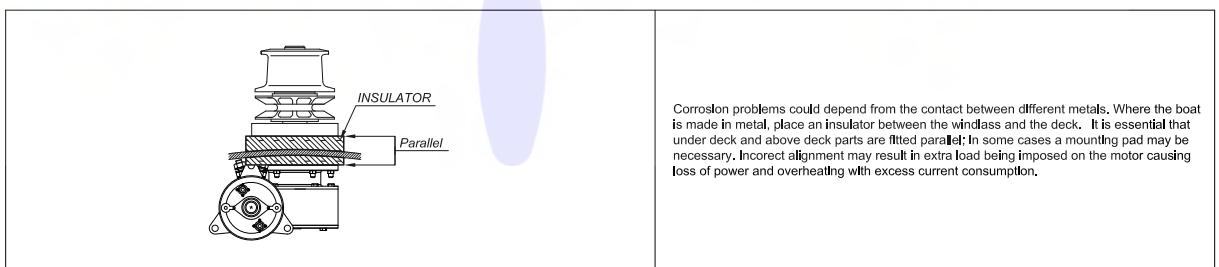 INSULATOR
Parallel
Corrosion problems could depend from the contact between different metals. Where the boat
is made in metal, place an insulator between the windlass and the deck. It is essential that
under deck and above deck parts are fitted parallel; in some cases a mounting pad may be
necessary. Incorect alignment may result in extra load being imposed on the motor causing
loss of power and overheating with excess current consumption.